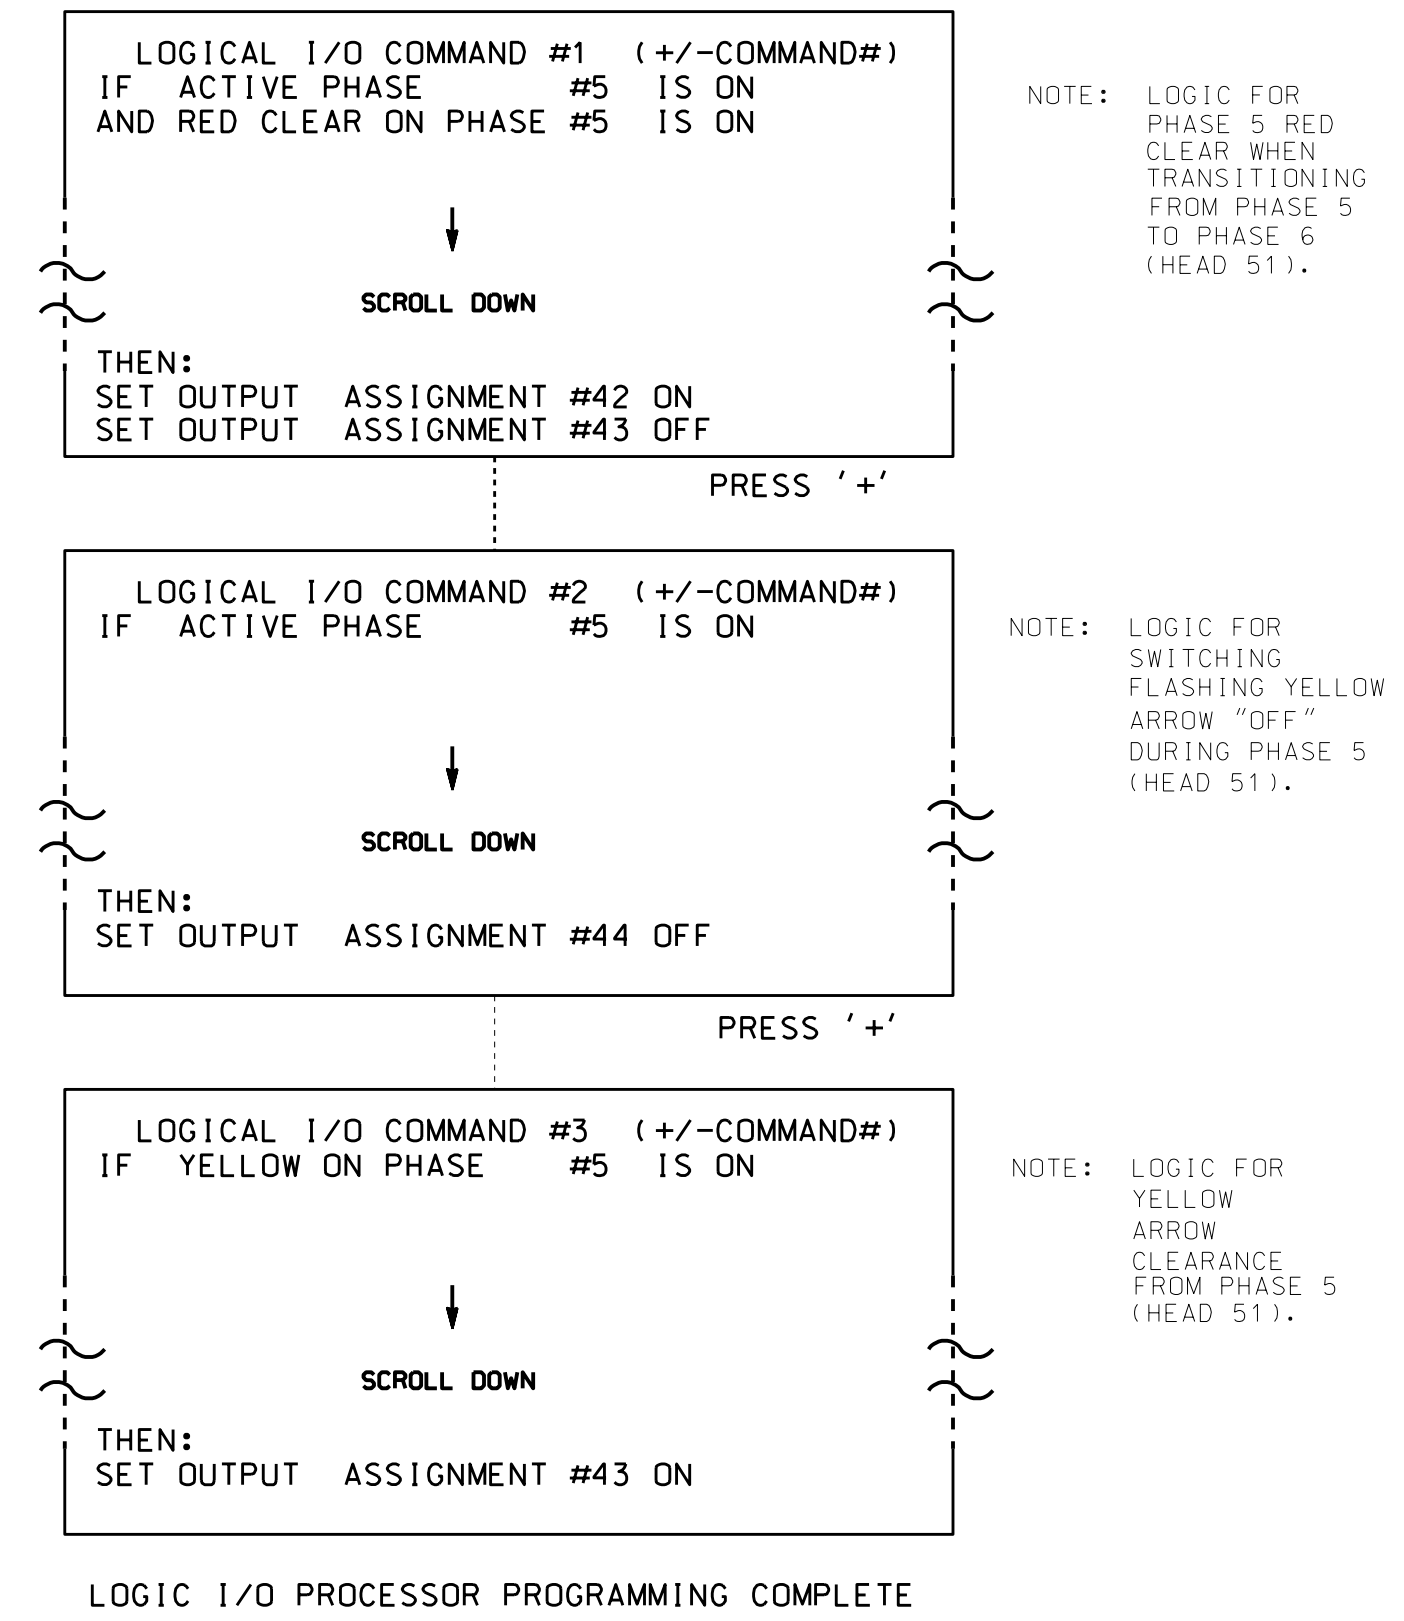 LOGICAL I/O COMMAND #1 (+/-COMMAND#)
IF ACTIVE PHASE #5 IS ON
AND RED CLEAR ON PHASE #5 IS ON
SCROLL DOWN
THEN:
SET OUTPUT ASSIGNMENT #42 ON
SET OUTPUT ASSIGNMENT #43 OFF
NOTE: LOGIC FOR
PHASE 5 RED
CLEAR WHEN
TRANSITIONING
FROM PHASE 5
TO PHASE 6
(HEAD 51).
PRESS '+'
LOGICAL I/O COMMAND #2 (+/-COMMAND#)
IF ACTIVE PHASE #5 IS ON
SCROLL DOWN
THEN:
SET OUTPUT ASSIGNMENT #44 OFF
NOTE: LOGIC FOR
SWITCHING
FLASHING YELLOW
ARROW "OFF"
DURING PHASE 5
(HEAD 51).
PRESS '+'
LOGICAL I/O COMMAND #3 (+/-COMMAND#)
IF YELLOW ON PHASE #5 IS ON
SCROLL DOWN
THEN:
SET OUTPUT ASSIGNMENT #43 ON
NOTE: LOGIC FOR
YELLOW
ARROW
CLEARANCE
FROM PHASE 5
(HEAD 51).
LOGIC I/O PROCESSOR PROGRAMMING COMPLETE